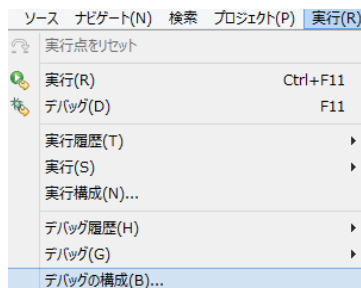 ソース ナビゲート(N) 検索 プロジェクト(P) 実行(R)
実行点をリセット
実行(R) Ctrl+F11
デバッグ(D) F11
実行履歴(T)
実行(S)
実行構成(N)...
デバッグ履歴(H)
デバッグ(G)
デバッグの構成(B)...